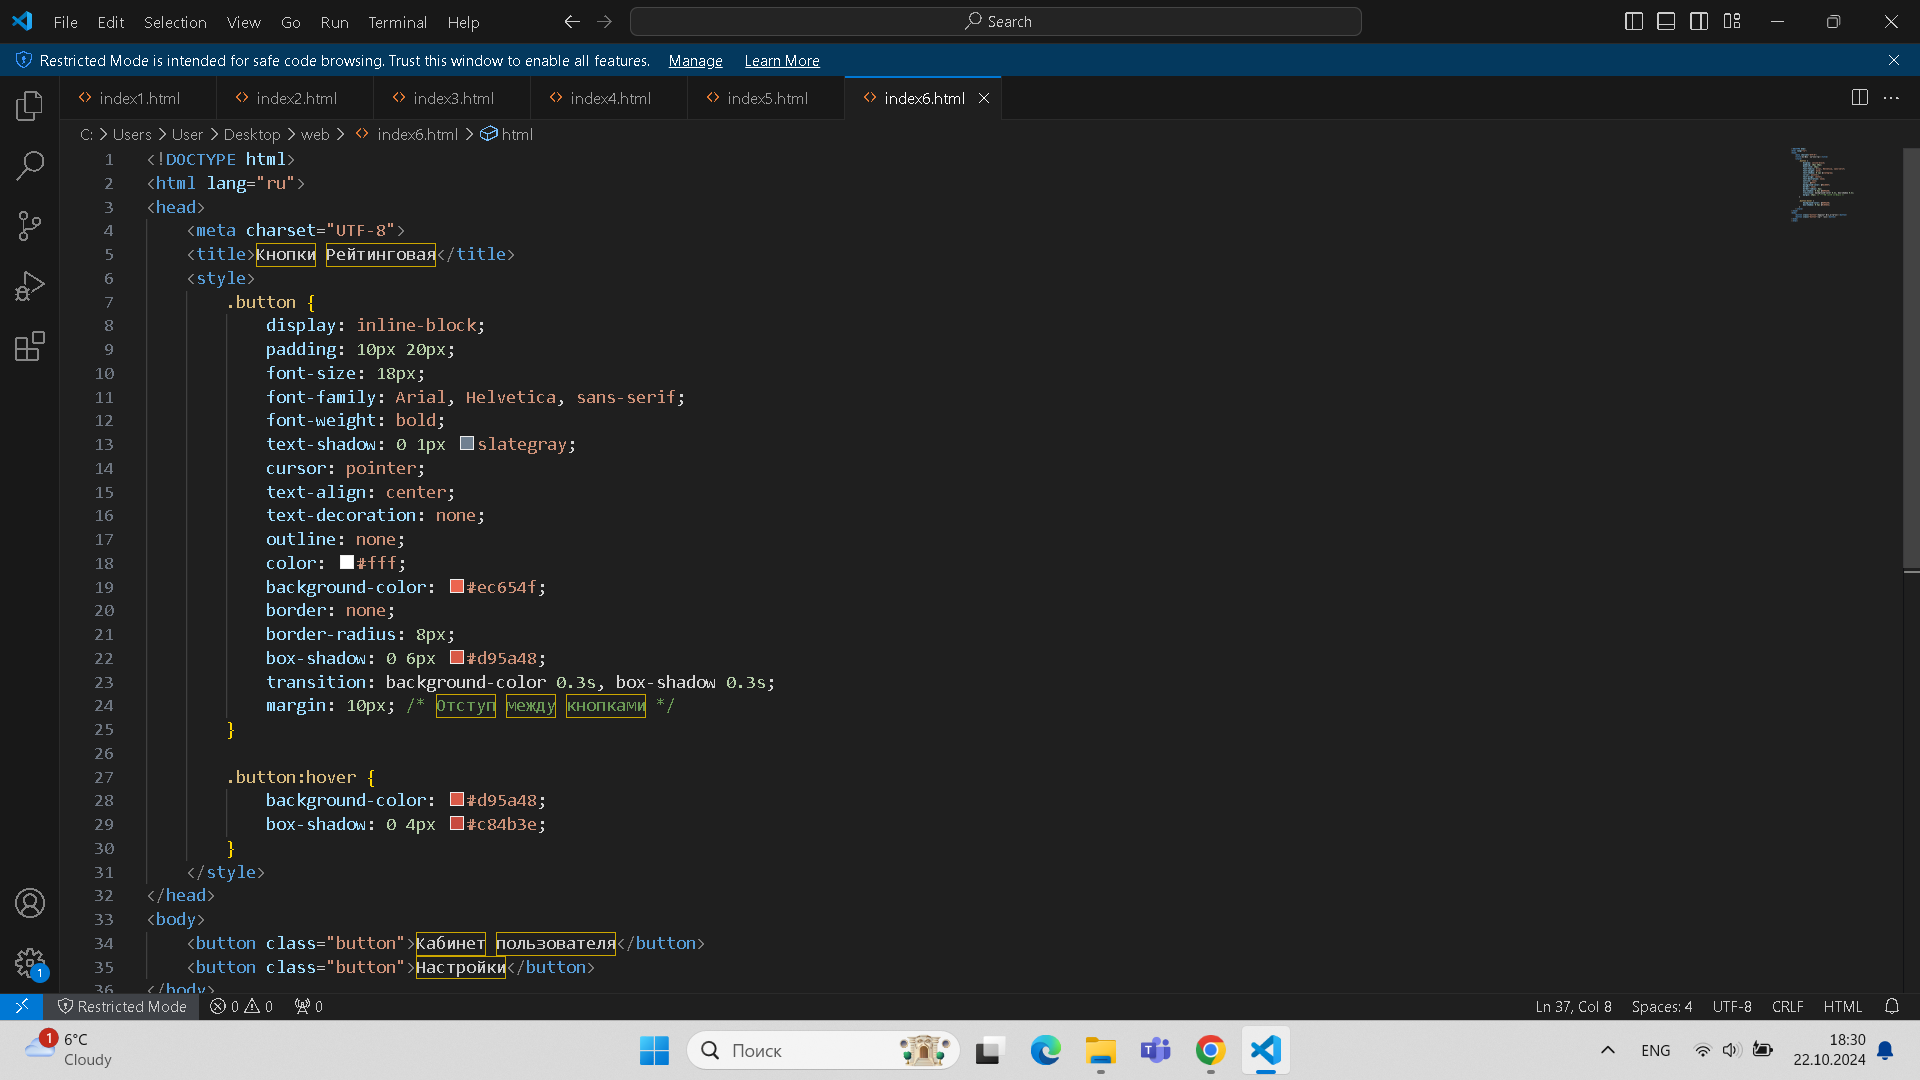 File Edit Selection View Go Run Terminal Help
Search
Restricted Mode is intended for safe code browsing. Trust this window to enable all features. Manage Learn More
index1.html index2.html index3.html index4.html index5.html index6.html
C: > Users > User > Desktop > web > index6.html > html
1 <!DOCTYPE html>
2 <html lang="ru">
3 <head>
4 <meta charset="UTF-8">
5 <title>Кнопки Рейтинговая</title>
6 <style>
7 .button {
8 display: inline-block;
9 padding: 10px 20px;
10 font-size: 18px;
11 font-family: Arial, Helvetica, sans-serif;
12 font-weight: bold;
13 text-shadow: 0 1px slategray;
14 cursor: pointer;
15 text-align: center;
16 text-decoration: none;
17 outline: none;
18 color: #fff;
19 background-color: #ec654f;
20 border: none;
21 border-radius: 8px;
22 box-shadow: 0 6px #d95a48;
23 transition: background-color 0.3s, box-shadow 0.3s;
24 margin: 10px; /* Отступ между кнопками */
25 }
26
27 .button:hover {
28 background-color: #d95a48;
29 box-shadow: 0 4px #c84b3e;
30 }
31 </style>
32 </head>
33 <body>
34 <button class="button">Кабинет пользователя</button>
35 <button class="button">Настройки</button>
36 </body>
1
Restricted Mode 0 0 0 Ln 37, Col 8 Spaces: 4 UTF-8 CRLF HTML
1 6°C
Cloudy
Поиск
ENG
18:30
22.10.2024